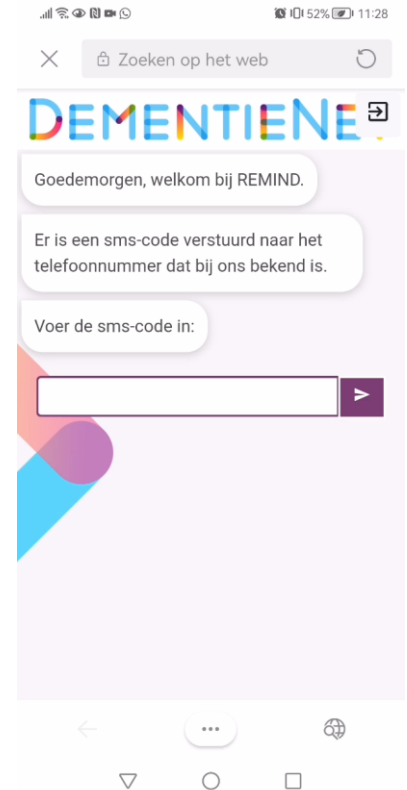 52% 11:28
Zoeken op het web
DEMENTIENE
Goedemorgen, welkom bij REMIND.
Er is een sms-code verstuurd naar het
telefoonnummer dat bij ons bekend is.
Voer de sms-code in: